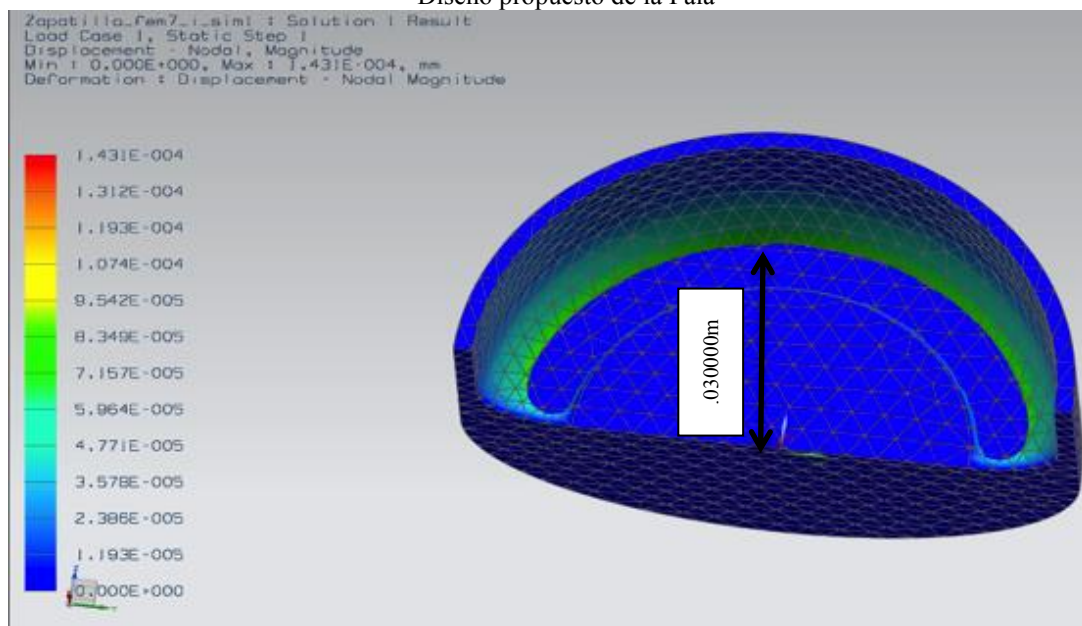 Diseño propuesto de la Pala
Zapatilla_fem7_i_sim1 : Solution 1 Result
Load Case 1, Static Step 1
Displacement - Nodal, Magnitude
Min : 0.000E+000, Max : 1.431E-004, mm
Deformation : Displacement - Nodal Magnitude
1.431E-004
1.312E-004
1.193E-004
1.074E-004
9.542E-005
8.349E-005
7.157E-005
5.964E-005
4.771E-005
3.578E-005
2.386E-005
1.193E-005
0.000E+000
.030000m